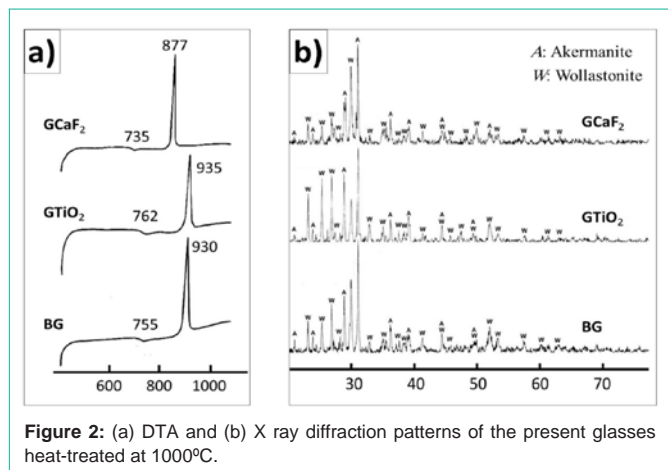 a)
877
GCaF₂
735
935
GTiO₂
762
930
BG
755
600 800 1000
b)
A: Akermanite
W: Wollastonite
GCaF₂
GTiO₂
BG
30 40 50 60 70
Figure 2: (a) DTA and (b) X ray diffraction patterns of the present glasses
heat-treated at 1000ºC.